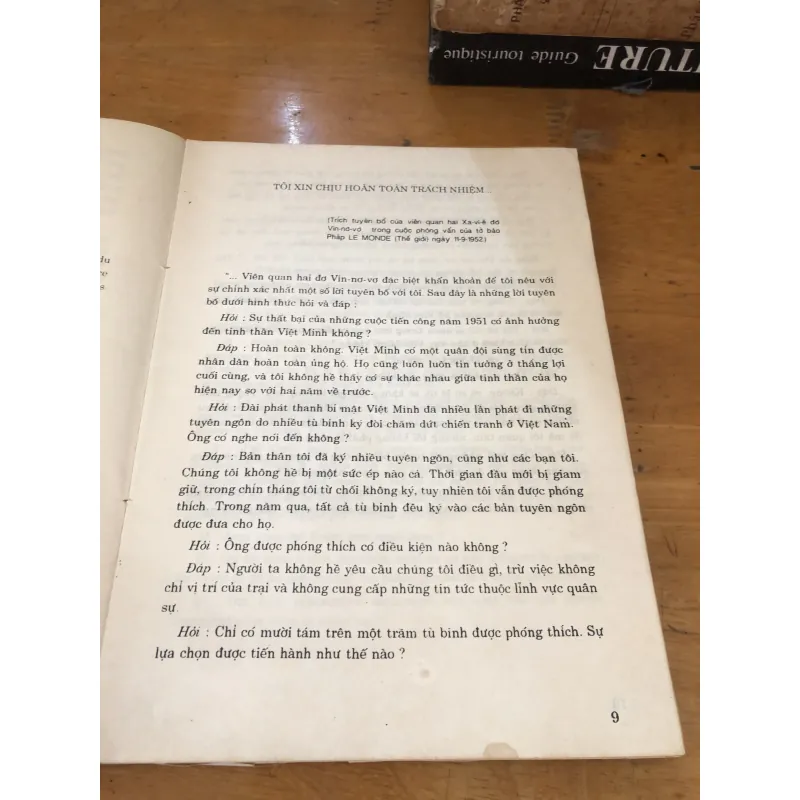 TURE Guide touristique
du
re
s
TÔI XIN CHỊU HOÀN TOÀN TRÁCH NHIỆM...
(Trích tuyên bố của viên quan hai Xa-vi-ê đờ
Vin-nơ-vơ trong cuộc phỏng vấn của tờ báo
Pháp LE MONDE (Thế giới) ngày 11-9-1952)
"... Viên quan hai đơ Vin-nơ-vơ đặc biệt khẩn khoản để tôi nêu với
sự chính xác nhất một số lời tuyên bố với tôi. Sau đây là những lời tuyên
bố dưới hình thức hỏi và đáp :
Hỏi : Sự thất bại của những cuộc tiến công năm 1951 có ảnh hưởng
đến tinh thần Việt Minh không ?
Đáp : Hoàn toàn không. Việt Minh có một quân đội sùng tín được
nhân dân hoàn toàn ủng hộ. Họ cũng luôn luôn tin tưởng ở thắng lợi
cuối cùng, và tôi không hề thấy có sự khác nhau giữa tinh thần của họ
hiện nay so với hai năm về trước.
Hỏi : Đài phát thanh bí mật Việt Minh đã nhiều lần phát đi những
tuyên ngôn do nhiều tù binh ký đòi chấm dứt chiến tranh ở Việt Nam.
Ông có nghe nói đến không ?
Đáp : Bản thân tôi đã ký nhiều tuyên ngôn, cũng như các bạn tôi.
Chúng tôi không hề bị một sức ép nào cả. Thời gian đầu mới bị giam
giữ, trong chín tháng tôi từ chối không ký, tuy nhiên tôi vẫn được phóng
thích. Trong năm qua, tất cả tù binh đều ký vào các bản tuyên ngôn
được đưa cho họ.
Hỏi : Ông được phóng thích có điều kiện nào không ?
Đáp : Người ta không hề yêu cầu chúng tôi điều gì, trừ việc không
chỉ vị trí của trại và không cung cấp những tin tức thuộc lĩnh vực quân
sự.
Hỏi : Chỉ có mười tám trên một trăm tù binh được phóng thích. Sự
lựa chọn được tiến hành như thế nào ?
9